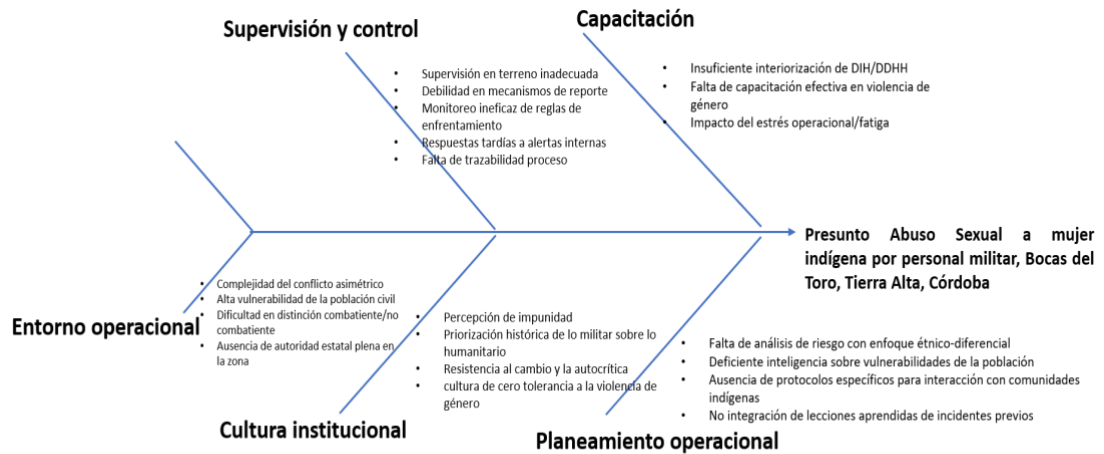 Supervisión y control
• Supervisión en terreno inadecuada
• Debilidad en mecanismos de reporte
• Monitoreo ineficaz de reglas de
enfrentamiento
• Respuestas tardías a alertas internas
• Falta de trazabilidad proceso
Capacitación
• Insuficiente interiorización de DIH/DDHH
• Falta de capacitación efectiva en violencia de
género
• Impacto del estrés operacional/fatiga
Presunto Abuso Sexual a mujer
indígena por personal militar, Bocas del
Toro, Tierra Alta, Córdoba
Entorno operacional
• Complejidad del conflicto asimétrico
• Alta vulnerabilidad de la población civil
• Dificultad en distinción combatiente/no
combatiente
• Ausencia de autoridad estatal plena en
la zona
Cultura institucional
• Percepción de impunidad
• Priorización histórica de lo militar sobre lo
humanitario
• Resistencia al cambio y la autocrítica
• cultura de cero tolerancia a la violencia de
género
Planeamiento operacional
• Falta de análisis de riesgo con enfoque étnico-diferencial
• Deficiente inteligencia sobre vulnerabilidades de la población
• Ausencia de protocolos específicos para interacción con comunidades
indígenas
• No integración de lecciones aprendidas de incidentes previos